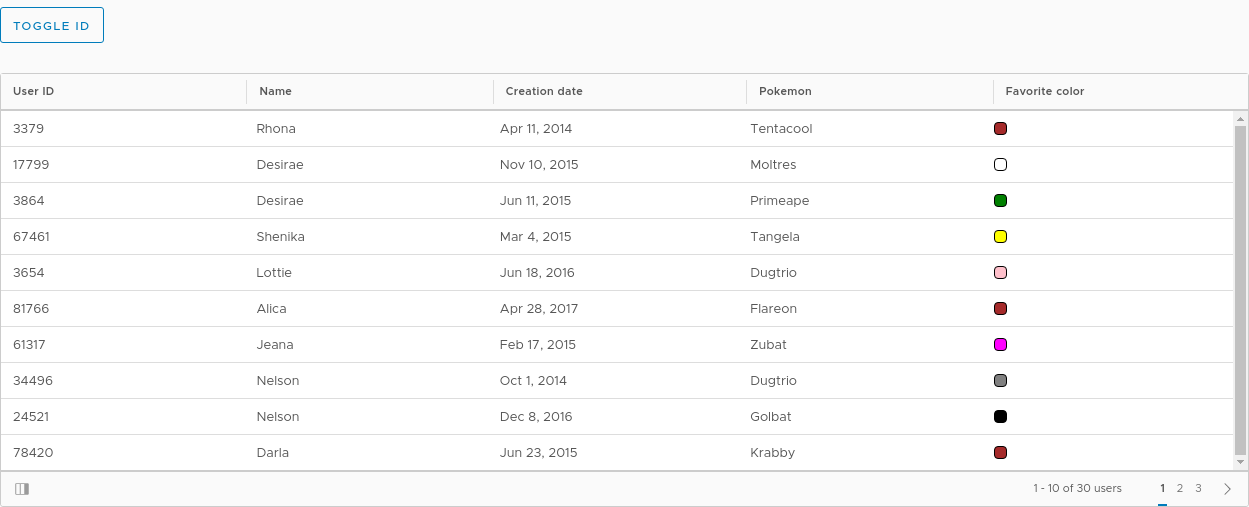 TOGGLE ID
User ID Name Creation date Pokemon Favorite color
3379 Rhona Apr 11, 2014 Tentacool
17799 Desirae Nov 10, 2015 Moltres
3864 Desirae Jun 11, 2015 Primeape
67461 Shenika Mar 4, 2015 Tangela
3654 Lottie Jun 18, 2016 Dugtrio
81766 Alica Apr 28, 2017 Flareon
61317 Jeana Feb 17, 2015 Zubat
34496 Nelson Oct 1, 2014 Dugtrio
24521 Nelson Dec 8, 2016 Golbat
78420 Darla Jun 23, 2015 Krabby
1 - 10 of 30 users 1 2 3